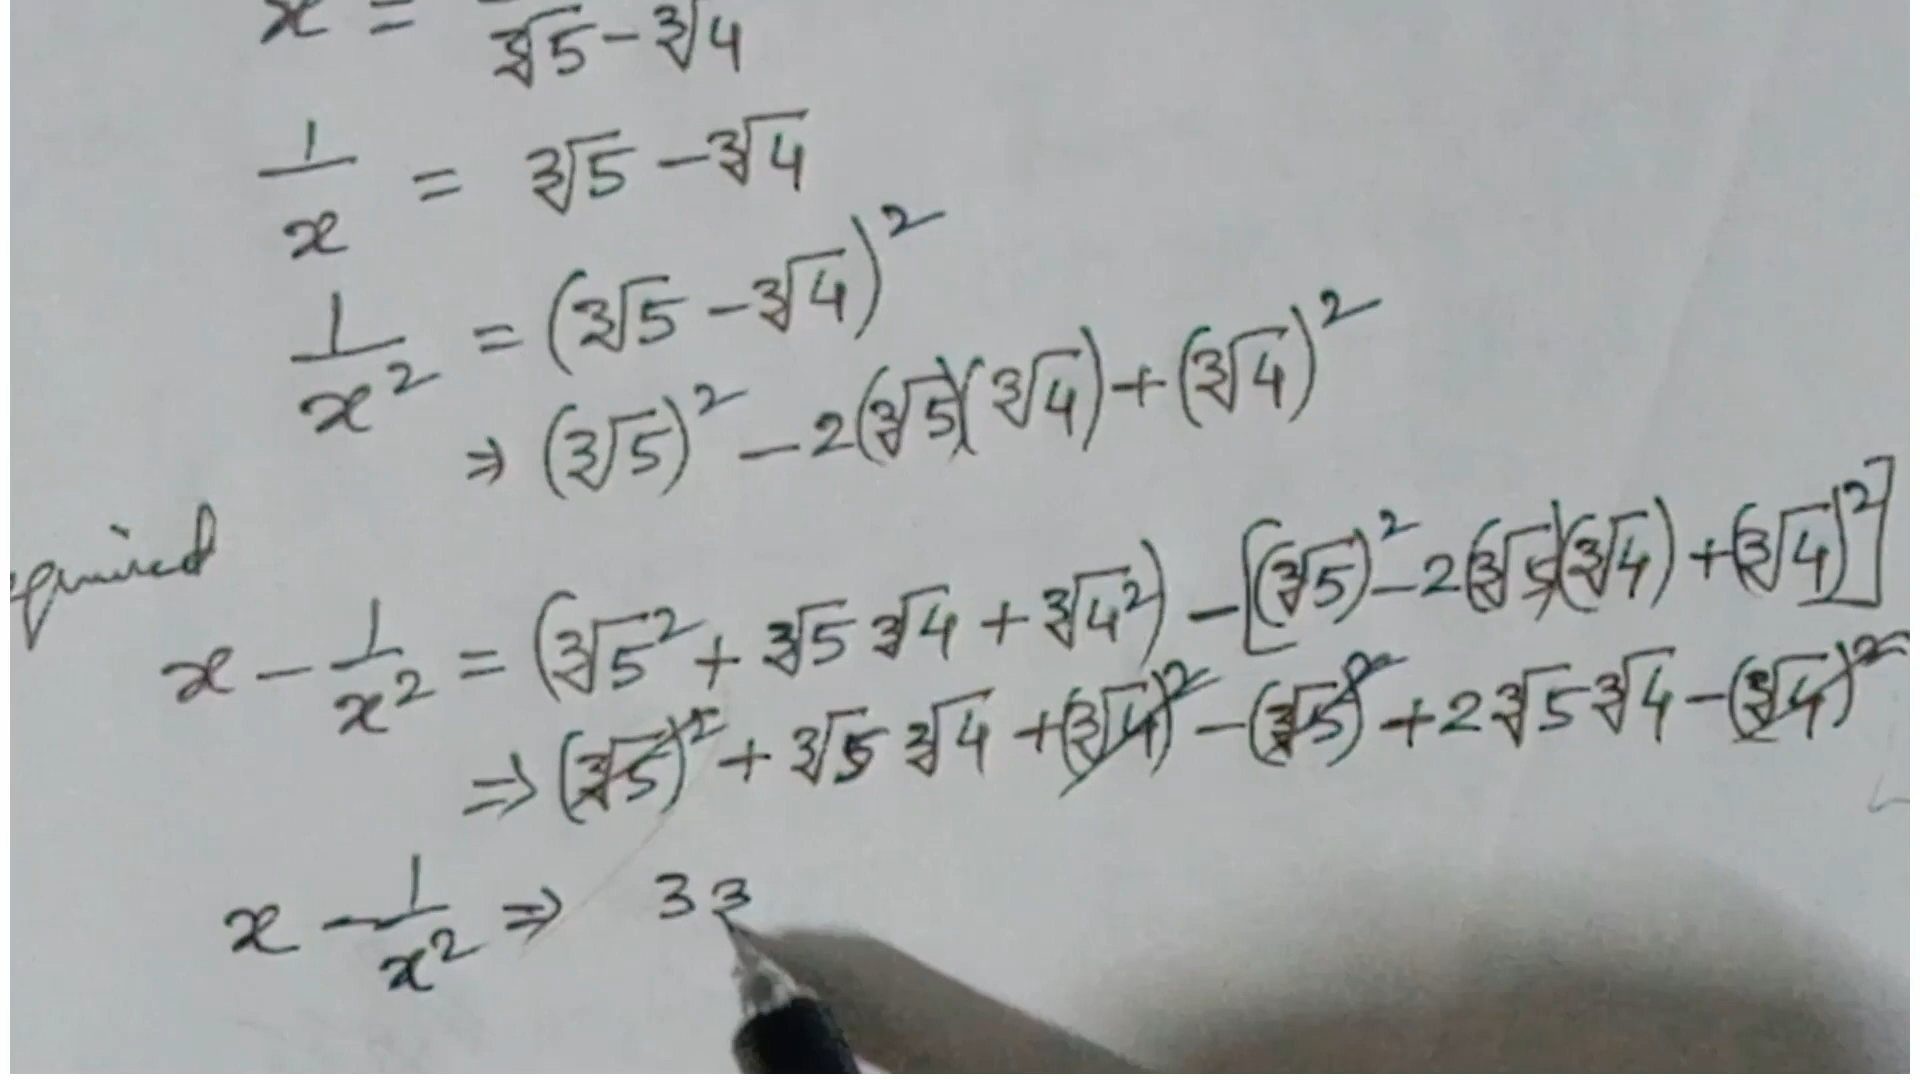 x = ∛5 - ∛4
1/x = ∛5 - ∛4
1/x² = (∛5 - ∛4)²
⇒ (∛5)² - 2(∛5)(∛4) + (∛4)²
x - 1/x² = (∛5² + ∛5 ∛4 + ∛4²) - [(∛5)² - 2(∛5)(∛4) + (∛4)²]
⇒ (∛5)² + ∛5 ∛4 + (∛4)² - (∛5)² + 2∛5 ∛4 - (∛4)²
x - 1/x² ⇒ 3 3